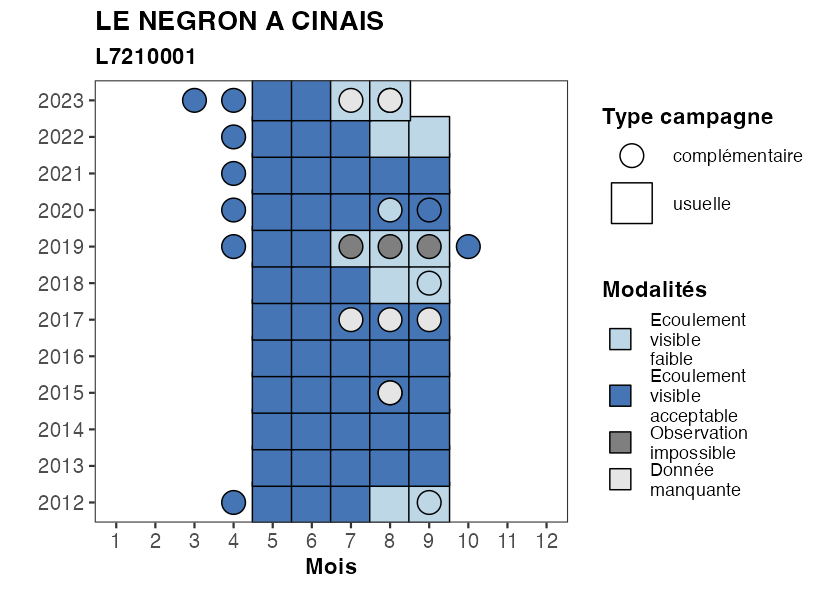 LE NEGRON A CINAIS
L7210001
2023
2022
2021
2020
2019
2018
2017
2016
2015
2014
2013
2012
1 2 3 4 5 6 7 8 9 10 11 12
Mois
Type campagne
complémentaire
usuelle
Modalités
Ecoulement
visible
faible
Ecoulement
visible
acceptable
Observation
impossible
Donnée
manquante